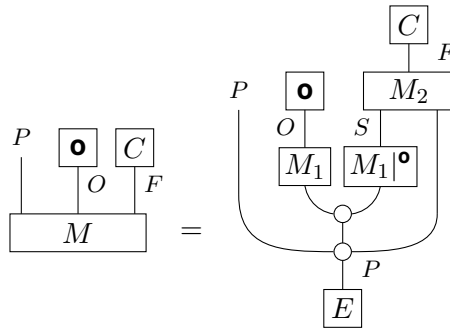 C
F
P o M₂
O S
P o C M₁ M₁|ᵒ
O F
M =
P
E